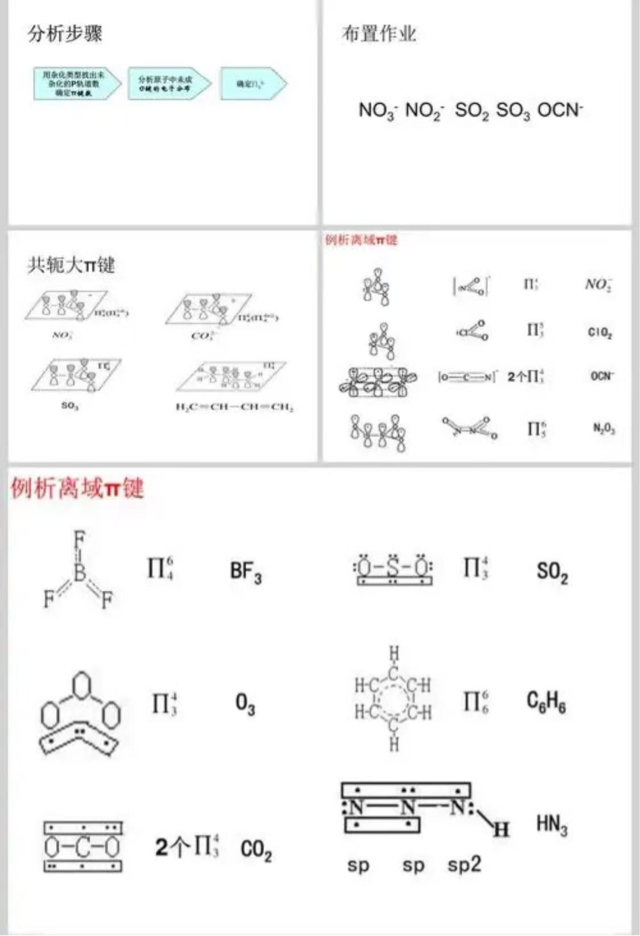 分析步骤
用杂化类型找出未
杂化的P轨道数
确定π键数
分析原子中未成
σ键的电子分布
确定Πₐᵇ
布置作业
NO₃⁻ NO₂⁻ SO₂ SO₃ OCN⁻
共轭大π键
NO₃⁻
CO₃²⁻
SO₃
H₂C=CH—CH=CH₂
例析离域π键
NO₂⁻
ClO₂
[O=C=N]⁻ 2个Π₃⁴ OCN⁻
Π₅⁶ N₂O₃
例析离域π键
F
B
F F
Π₄⁶ BF₃
:Ö-S̈-Ö: Π₃⁴ SO₂
O
O O
Π₃⁴ O₃
H
C
H-C C-H
H-C C-H
C
H
Π₆⁶ C₆H₆
O-C-O 2个Π₃⁴ CO₂
:N—N—N: H HN₃
sp sp sp2